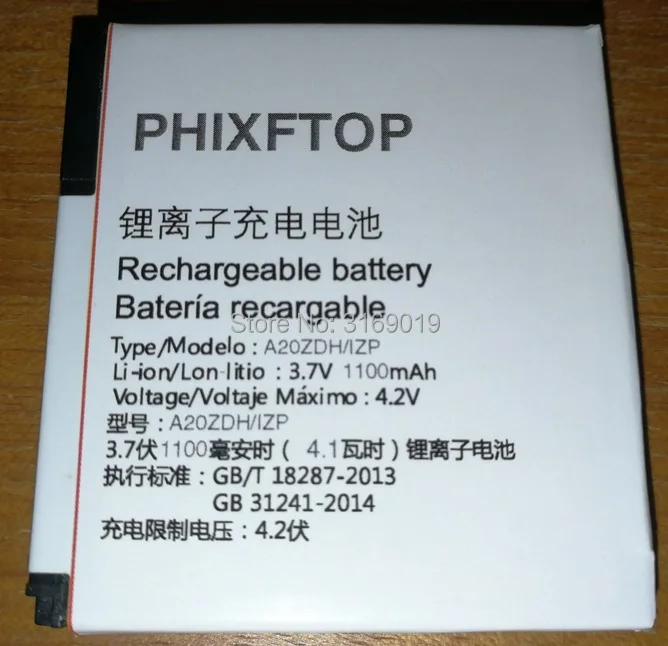 PHIXFTOP
锂离子充电电池
Rechargeable battery
Batería recargable
Store No: 3169019
Type/Modelo : A20ZDH/IZP
Li-ion/Lon-litio : 3.7V 1100mAh
Voltage/Voltaje Máximo : 4.2V
型号 : A20ZDH/IZP
3.7伏1100毫安时( 4.1瓦时)锂离子电池
执行标准: GB/T 18287-2013
GB 31241-2014
充电限制电压: 4.2伏